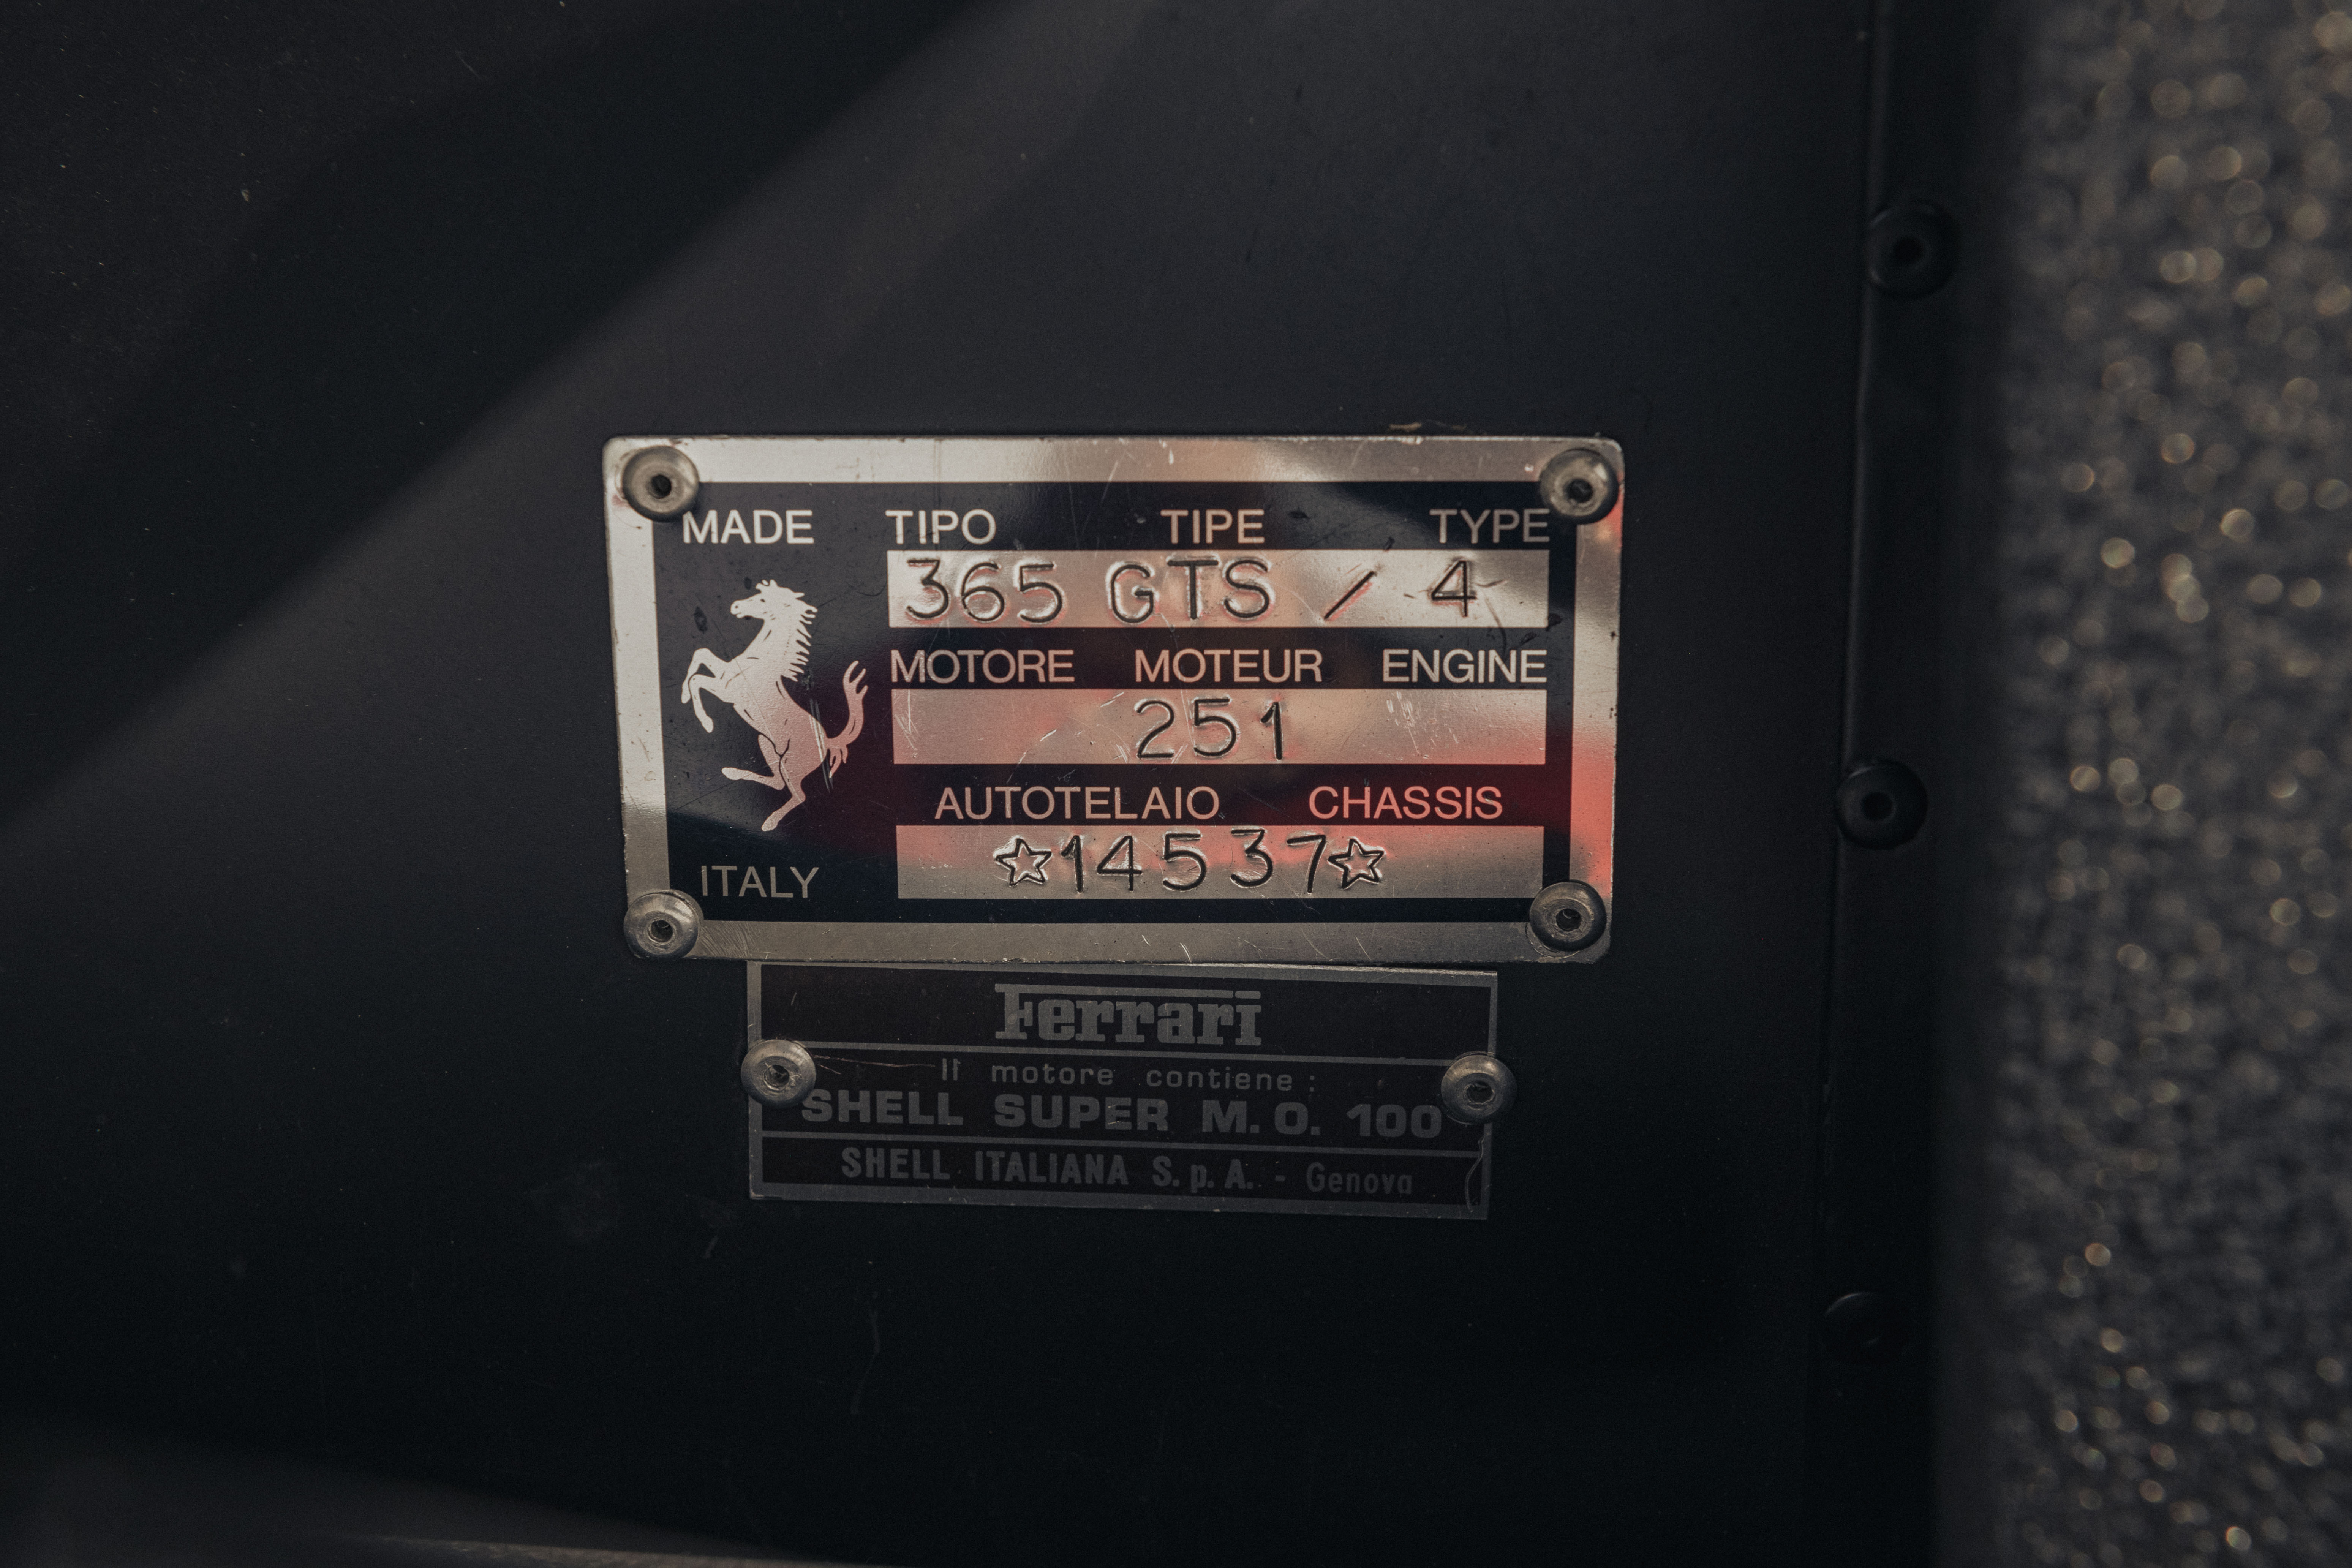 MADE TIPO TIPE TYPE
365 GTS / 4
MOTORE MOTEUR ENGINE
251
AUTOTELAIO CHASSIS
☆14537☆
ITALY
Ferrari
Il motore contiene:
SHELL SUPER M.O. 100
SHELL ITALIANA S.p.A. - Genova